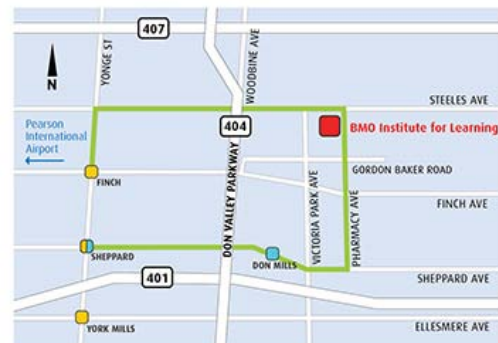 407
YONGE ST
WOODBINE AVE
N
STEELES AVE
Pearson
International
Airport
404
BMO Institute for Learning
DON VALLEY PARKWAY
VICTORIA PARK AVE
PHARMACY AVE
GORDON BAKER ROAD
FINCH
FINCH AVE
SHEPPARD
DON MILLS
401
SHEPPARD AVE
YORK MILLS
ELLESMERE AVE